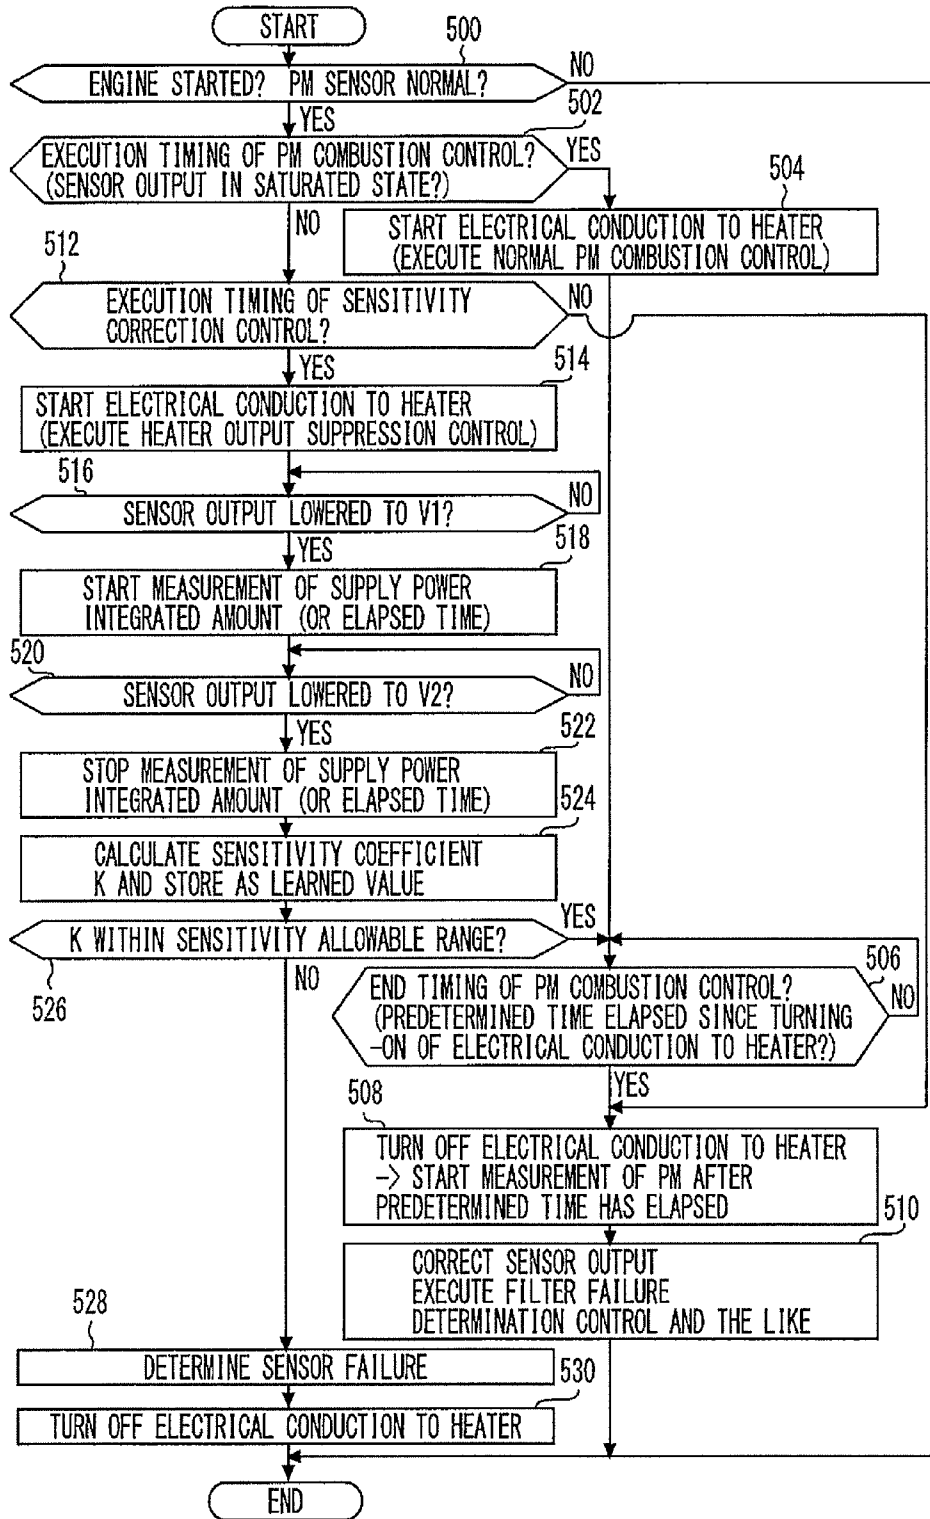 START
500
ENGINE STARTED? PM SENSOR NORMAL?
NO
YES
502
EXECUTION TIMING OF PM COMBUSTION CONTROL?
(SENSOR OUTPUT IN SATURATED STATE?)
YES
NO
504
START ELECTRICAL CONDUCTION TO HEATER
(EXECUTE NORMAL PM COMBUSTION CONTROL)
512
EXECUTION TIMING OF SENSITIVITY
CORRECTION CONTROL?
NO
YES
514
START ELECTRICAL CONDUCTION TO HEATER
(EXECUTE HEATER OUTPUT SUPPRESSION CONTROL)
516
SENSOR OUTPUT LOWERED TO V1?
NO
YES
518
START MEASUREMENT OF SUPPLY POWER
INTEGRATED AMOUNT (OR ELAPSED TIME)
520
SENSOR OUTPUT LOWERED TO V2?
NO
YES
522
STOP MEASUREMENT OF SUPPLY POWER
INTEGRATED AMOUNT (OR ELAPSED TIME)
524
CALCULATE SENSITIVITY COEFFICIENT
K AND STORE AS LEARNED VALUE
K WITHIN SENSITIVITY ALLOWABLE RANGE?
YES
526
NO
506
END TIMING OF PM COMBUSTION CONTROL?
(PREDETERMINED TIME ELAPSED SINCE TURNING
-ON OF ELECTRICAL CONDUCTION TO HEATER?)
NO
YES
508
TURN OFF ELECTRICAL CONDUCTION TO HEATER
-> START MEASUREMENT OF PM AFTER
PREDETERMINED TIME HAS ELAPSED
510
CORRECT SENSOR OUTPUT
EXECUTE FILTER FAILURE
DETERMINATION CONTROL AND THE LIKE
528
DETERMINE SENSOR FAILURE
530
TURN OFF ELECTRICAL CONDUCTION TO HEATER
END